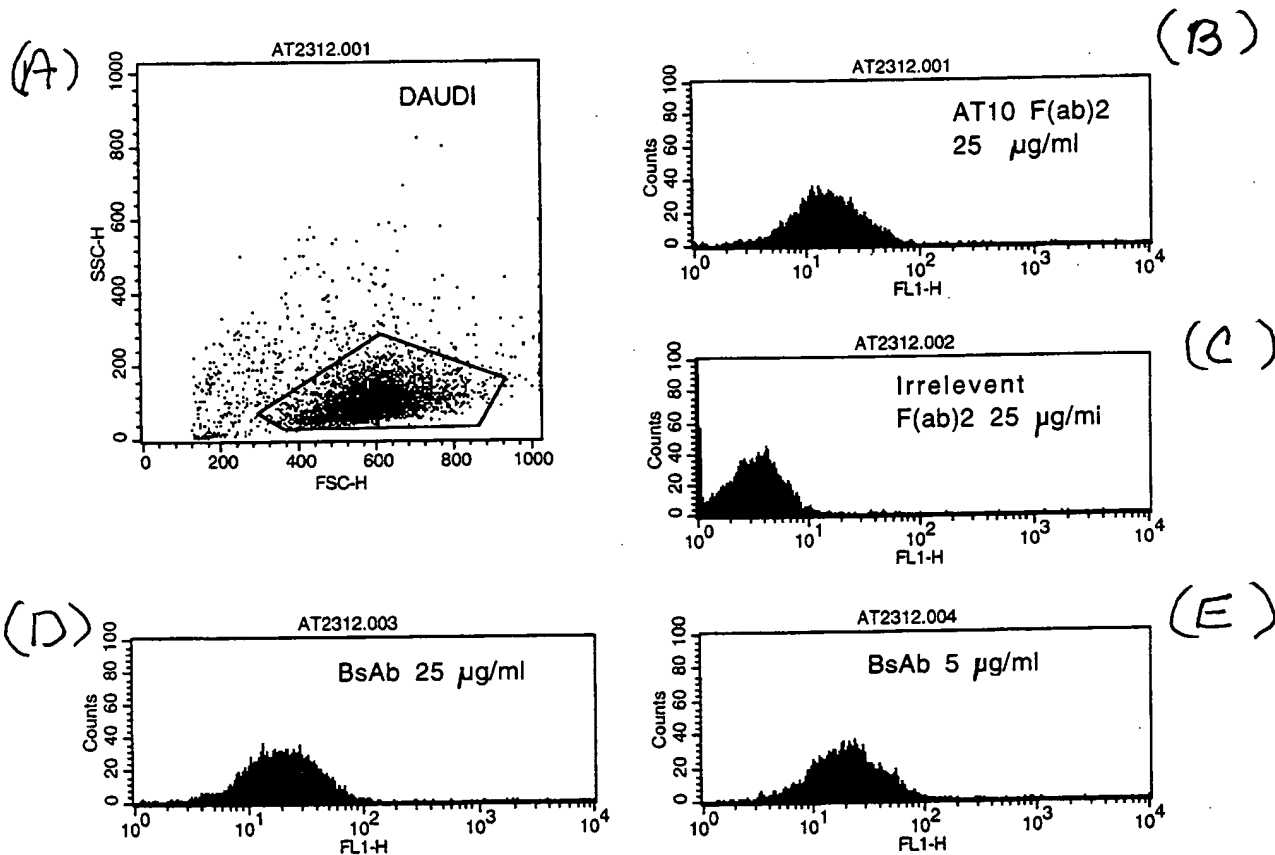 (A)
AT2312.001
DAUDI
1000
800
600
400
200
0
SSC-H
0 200 400 600 800 1000
FSC-H
(B)
AT2312.001
AT10 F(ab)2
25 µg/ml
100
80
60
40
20
0
Counts
10^0 10^1 10^2 10^3 10^4
FL1-H
(C)
AT2312.002
Irrelevent
F(ab)2 25 µg/ml
100
80
60
40
20
0
Counts
10^0 10^1 10^2 10^3 10^4
FL1-H
(D)
AT2312.003
BsAb 25 µg/ml
100
80
60
40
20
0
Counts
10^0 10^1 10^2 10^3 10^4
FL1-H
(E)
AT2312.004
BsAb 5 µg/ml
100
80
60
40
20
0
Counts
10^0 10^1 10^2 10^3 10^4
FL1-H